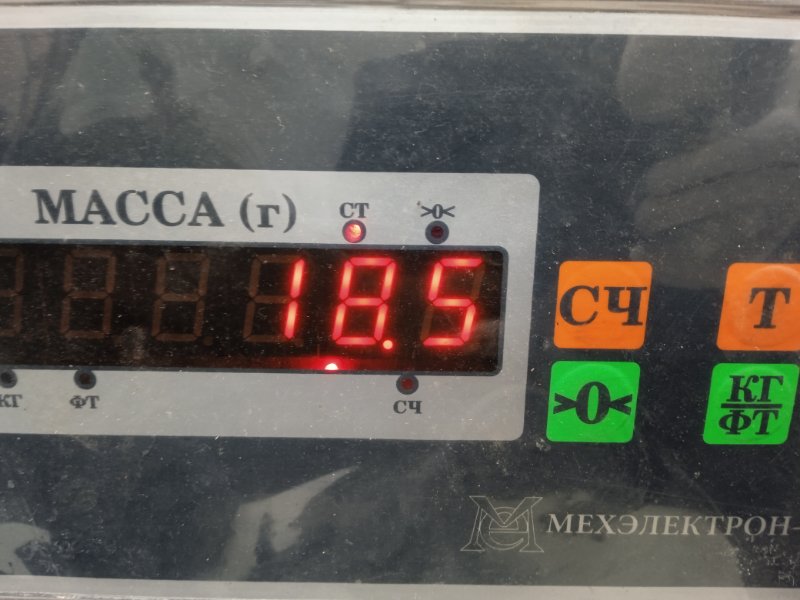 МАССА (г)
СТ >0<
18.5
СЧ Т
КГ ФТ СЧ
>0< КГ
ФТ
МЕХЭЛЕКТРОН-